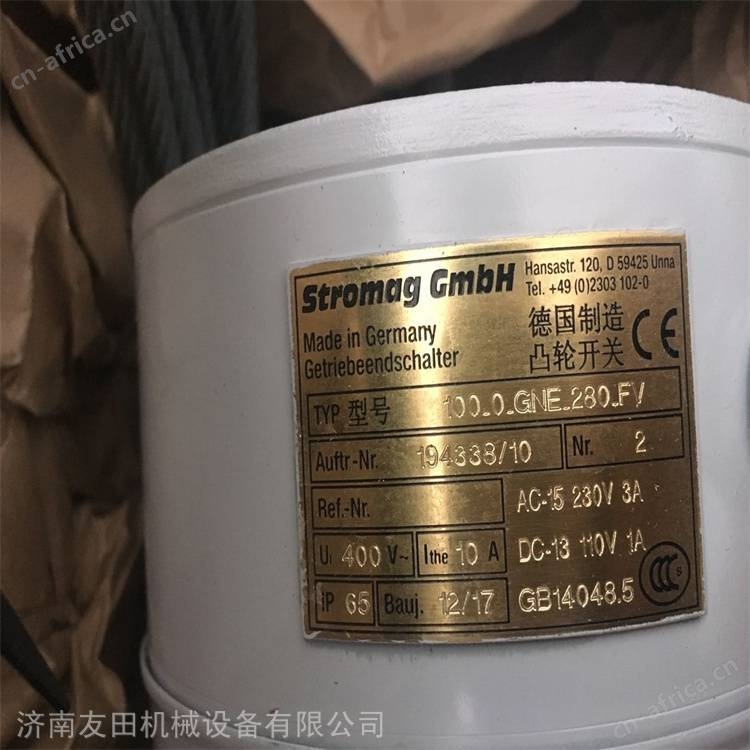 cn-africa.cn
Stromag GmbH
Hansastr. 120, D 59425 Unna
Tel. +49 (0)2303 102-0
Made in Germany
Getriebeendschalter
德国制造
凸轮开关
CE
TYP 型号 100_0_GNE_280_FV
Auftr-Nr. 194338/10 Nr. 2
Ref.-Nr. AC-15 230V 3A
Ui 400 V~ Ithe 10 A DC-13 110V 1A
IP 65 Bauj. 12/17 GB14048.5
CCC S
济南友田机械设备有限公司
cn-africa.cn